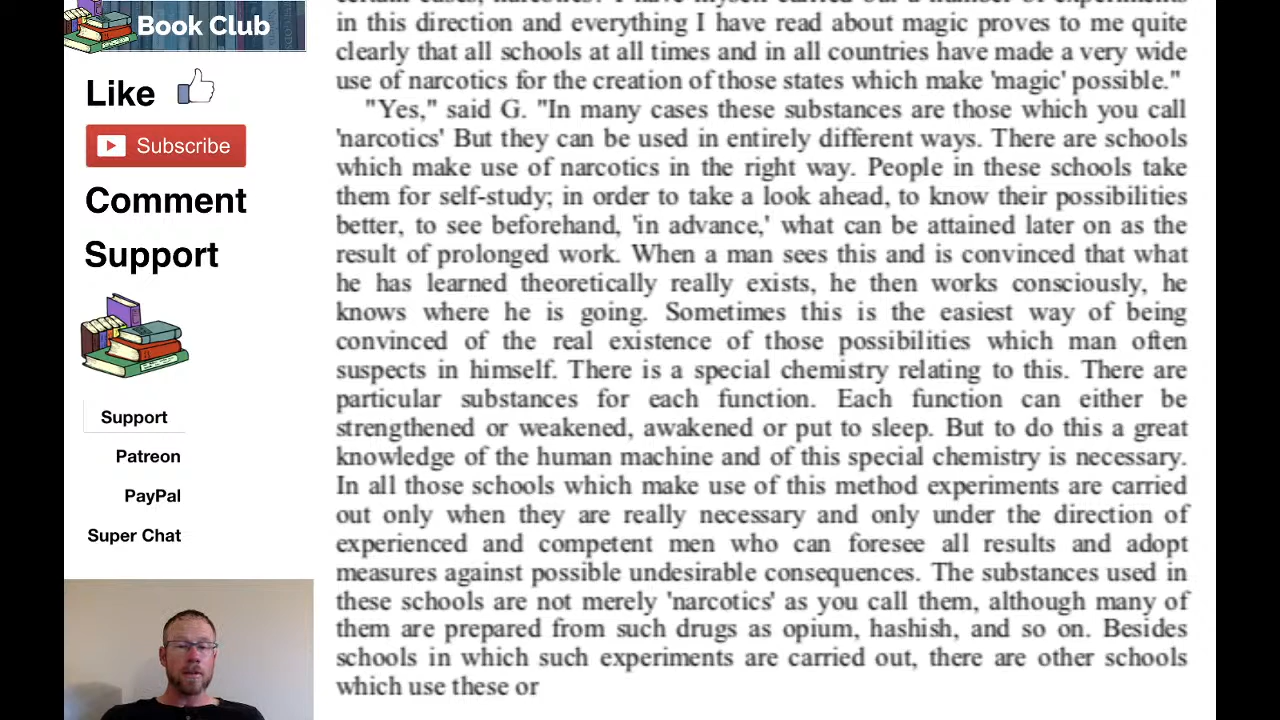 Book Club
Like
Subscribe
Comment
Support
Support
Patreon
PayPal
Super Chat
in this direction and everything I have read about magic proves to me quite
clearly that all schools at all times and in all countries have made a very wide
use of narcotics for the creation of those states which make 'magic' possible."
"Yes," said G. "In many cases these substances are those which you call
'narcotics' But they can be used in entirely different ways. There are schools
which make use of narcotics in the right way. People in these schools take
them for self-study; in order to take a look ahead, to know their possibilities
better, to see beforehand, 'in advance,' what can be attained later on as the
result of prolonged work. When a man sees this and is convinced that what
he has learned theoretically really exists, he then works consciously, he
knows where he is going. Sometimes this is the easiest way of being
convinced of the real existence of those possibilities which man often
suspects in himself. There is a special chemistry relating to this. There are
particular substances for each function. Each function can either be
strengthened or weakened, awakened or put to sleep. But to do this a great
knowledge of the human machine and of this special chemistry is necessary.
In all those schools which make use of this method experiments are carried
out only when they are really necessary and only under the direction of
experienced and competent men who can foresee all results and adopt
measures against possible undesirable consequences. The substances used in
these schools are not merely 'narcotics' as you call them, although many of
them are prepared from such drugs as opium, hashish, and so on. Besides
schools in which such experiments are carried out, there are other schools
which use these or